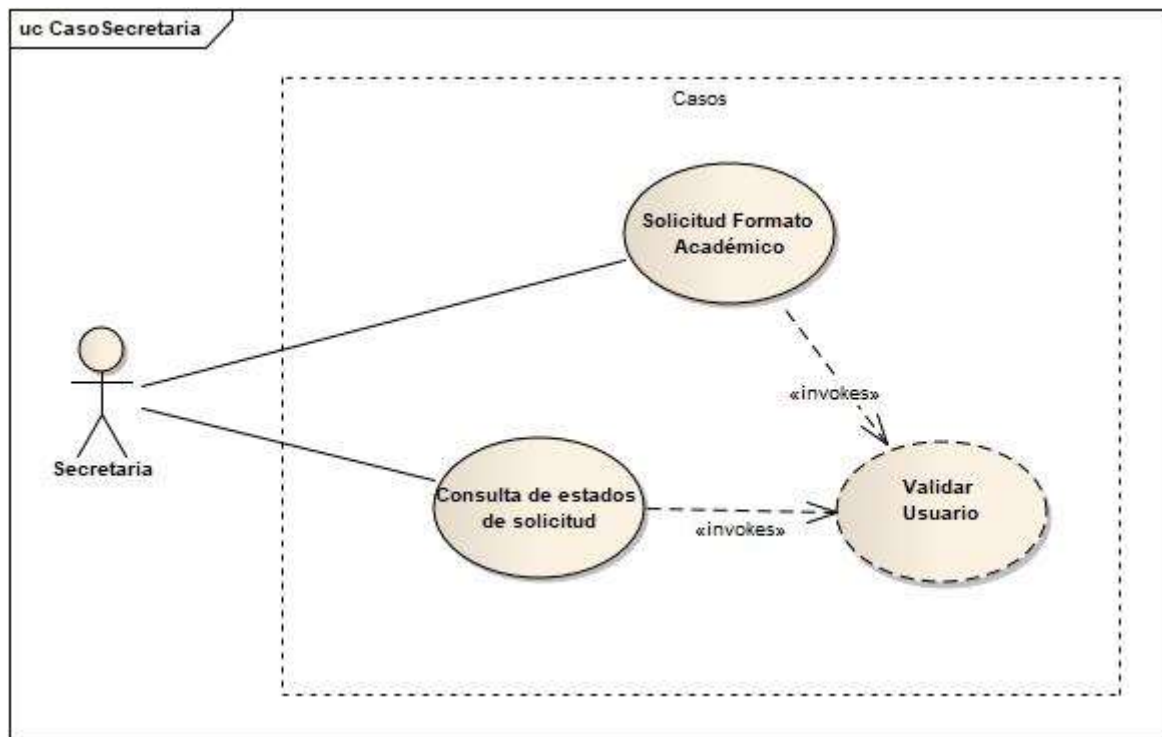 uc CasoSecretaria
Casos
Solicitud Formato
Académico
«invokes»
Secretaria
Consulta de estados
de solicitud
«invokes»
Validar
Usuario